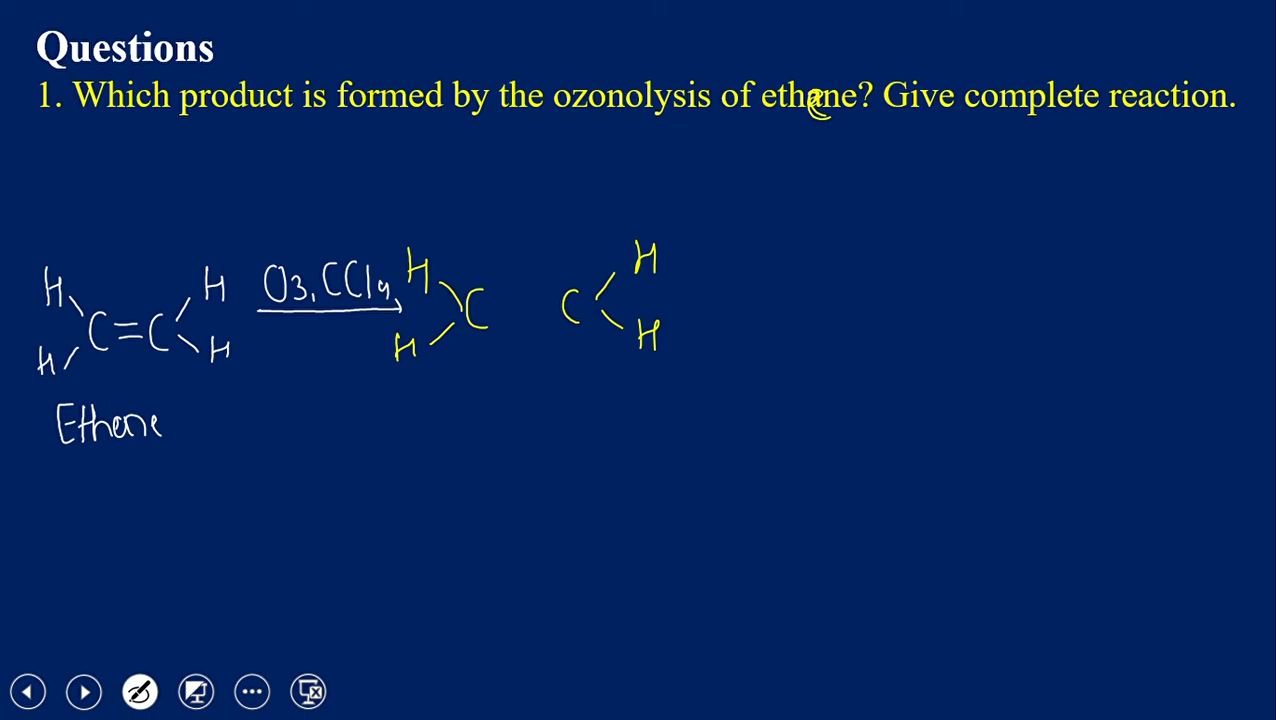 Questions
1. Which product is formed by the ozonolysis of ethene? Give complete reaction.
H H O3, CCl4 H H
C=C C C
H H H H
Ethene